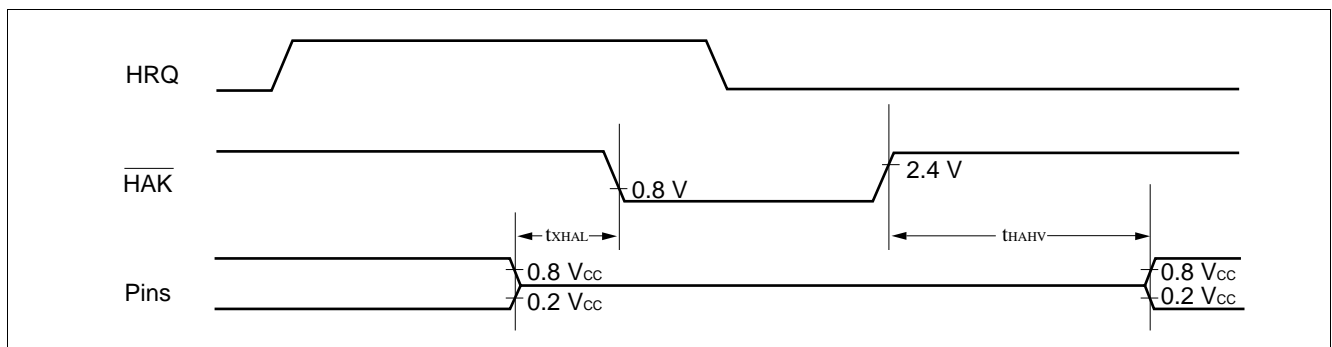 HRQ
HAK
0.8 V
2.4 V
tXHAL
tHAHV
Pins
0.8 VCC
0.2 VCC
0.8 VCC
0.2 VCC